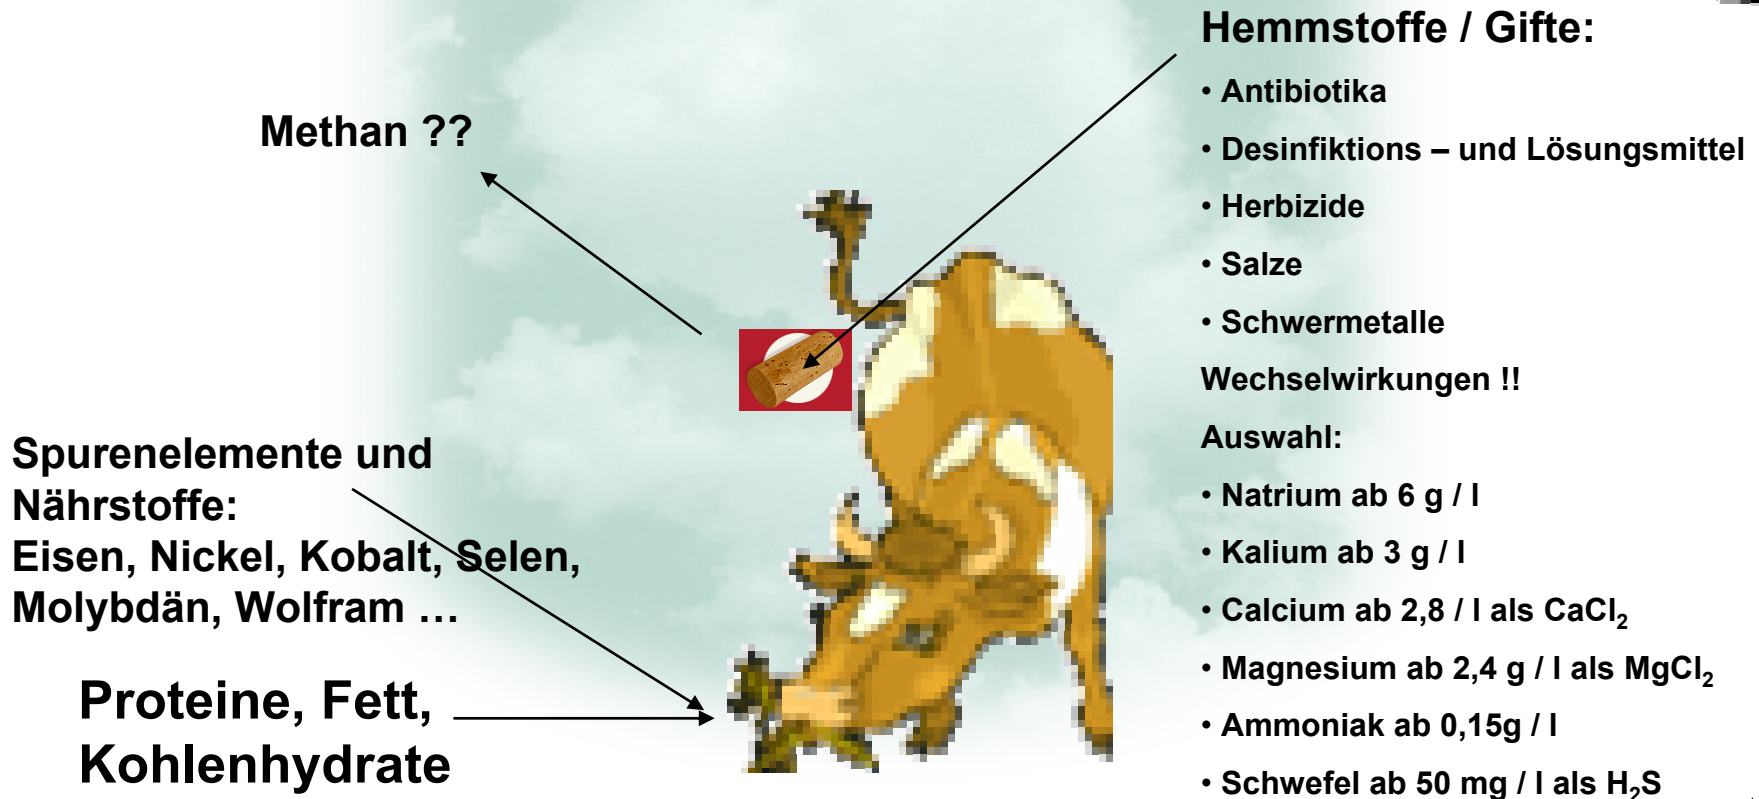 Methan ??
Spurenelemente und
Nährstoffe:
Eisen, Nickel, Kobalt, Selen,
Molybdän, Wolfram …
Proteine, Fett,
Kohlenhydrate
Hemmstoffe / Gifte:
• Antibiotika
• Desinfiktions – und Lösungsmittel
• Herbizide
• Salze
• Schwermetalle
Wechselwirkungen !!
Auswahl:
• Natrium ab 6 g / l
• Kalium ab 3 g / l
• Calcium ab 2,8 / l als CaCl₂
• Magnesium ab 2,4 g / l als MgCl₂
• Ammoniak ab 0,15g / l
• Schwefel ab 50 mg / l als H₂S